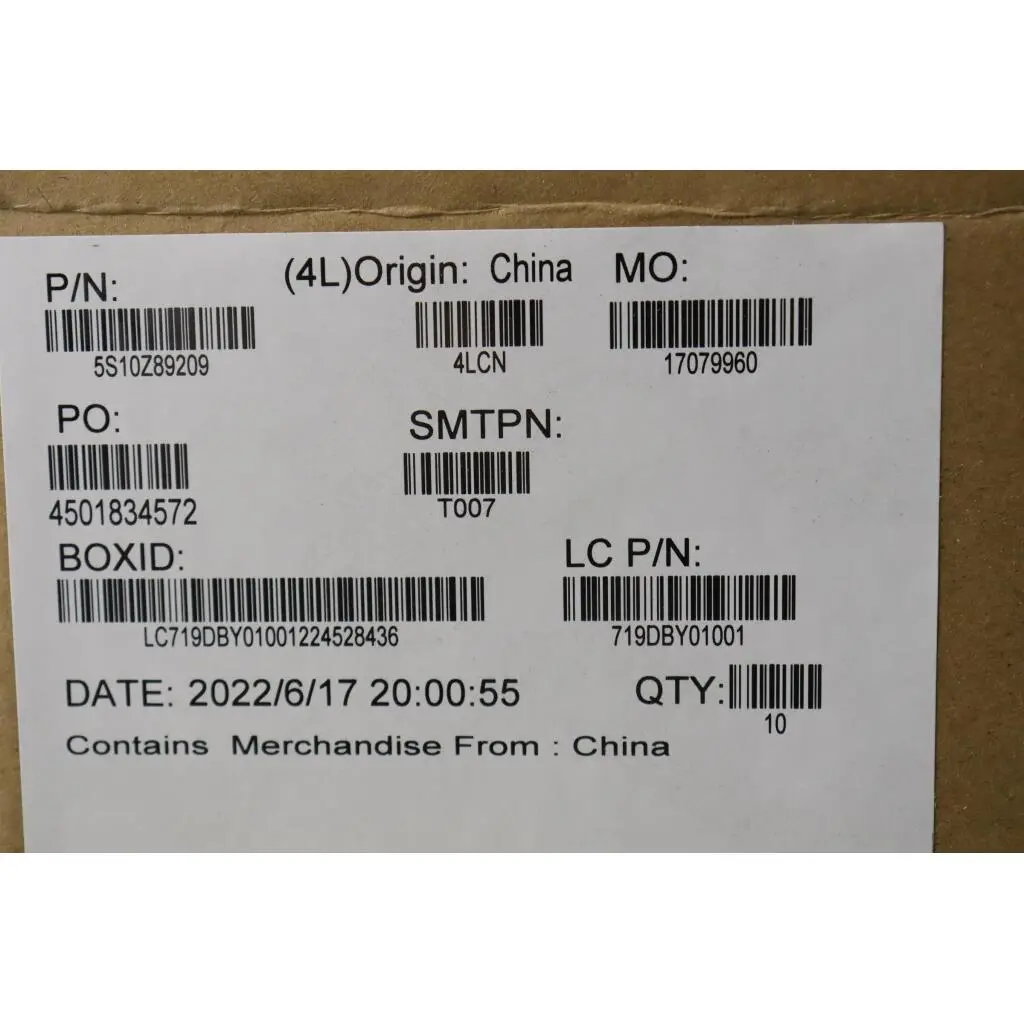 P/N: (4L)Origin: China MO:
5S10Z89209 4LCN 17079960
PO: SMTPN:
4501834572 T007
BOXID: LC P/N:
LC719DBY01001224528436 719DBY01001
DATE: 2022/6/17 20:00:55 QTY:
10
Contains Merchandise From : China